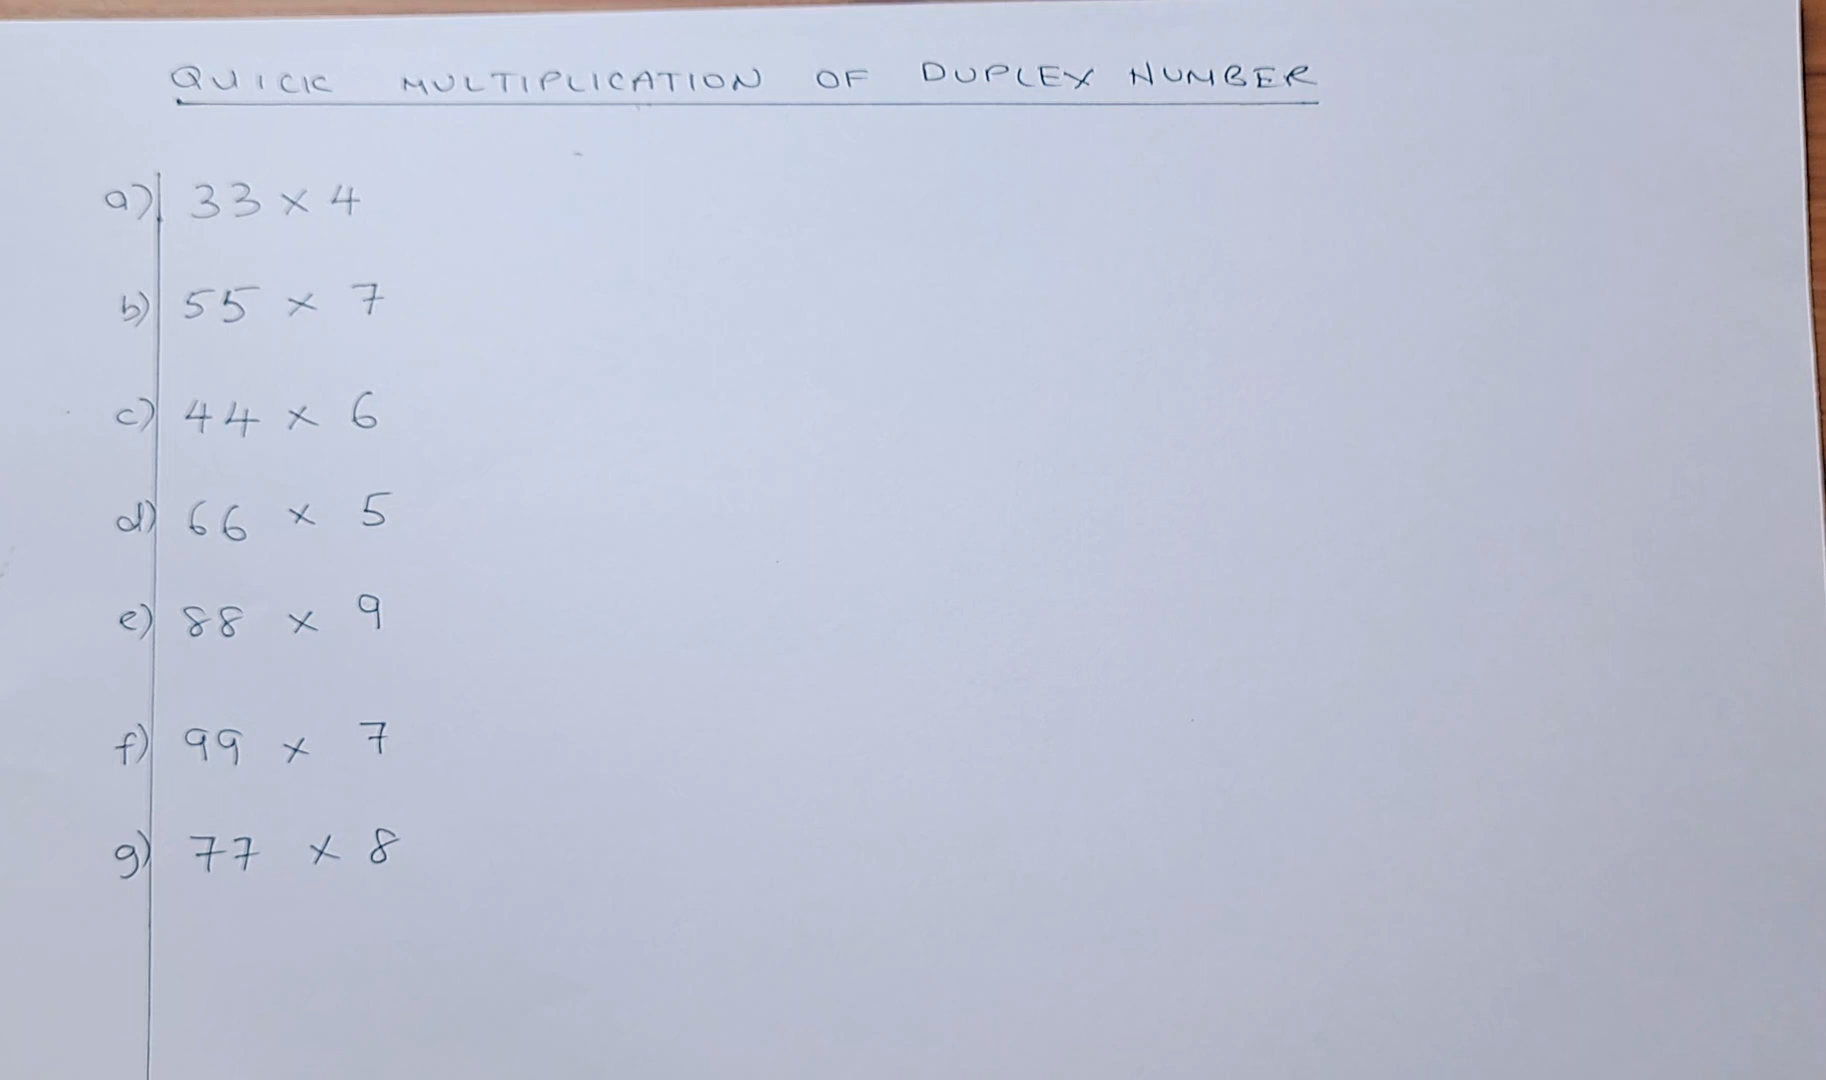 QUICK MULTIPLICATION OF DUPLEX NUMBER
a) 33 × 4
b) 55 × 7
c) 44 × 6
d) 66 × 5
e) 88 × 9
f) 99 × 7
g) 77 × 8